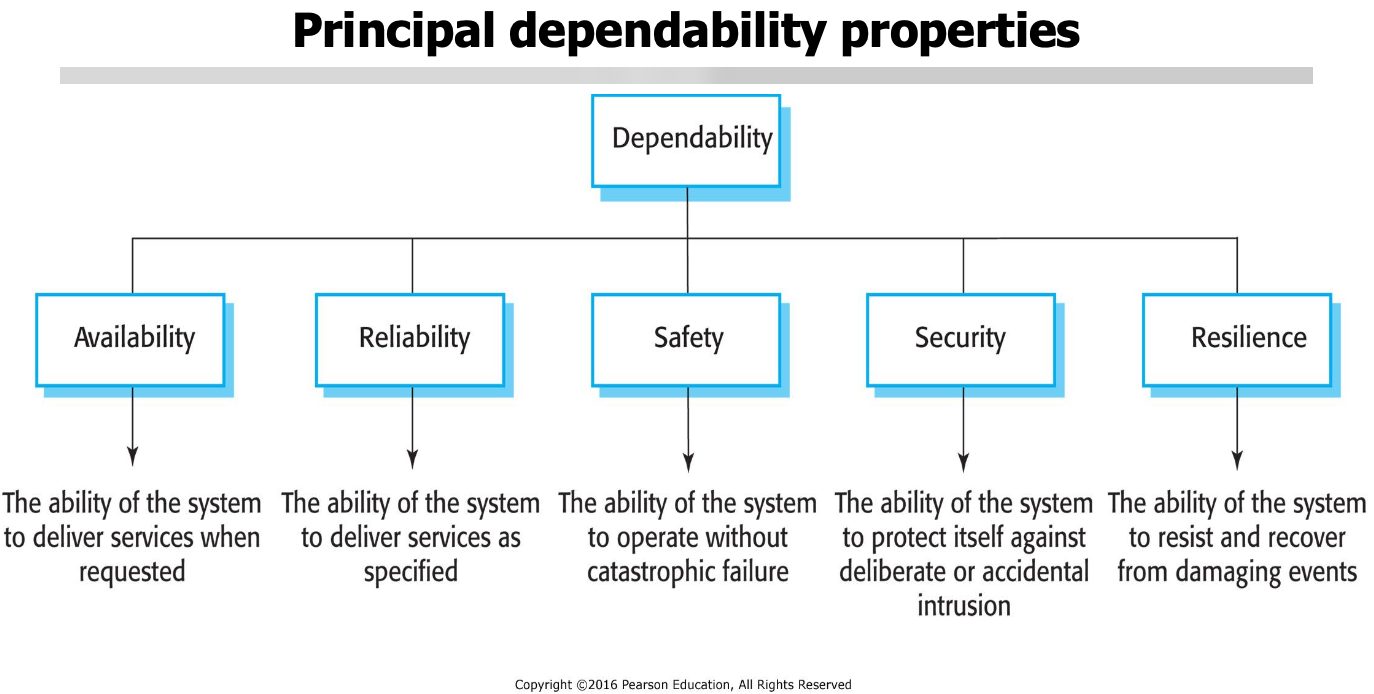 Principal dependability properties
Dependability
Availability
Reliability
Safety
Security
Resilience
The ability of the system
to deliver services when
requested
The ability of the system
to deliver services as
specified
The ability of the system
to operate without
catastrophic failure
The ability of the system
to protect itself against
deliberate or accidental
intrusion
The ability of the system
to resist and recover
from damaging events
Copyright ©2016 Pearson Education, All Rights Reserved